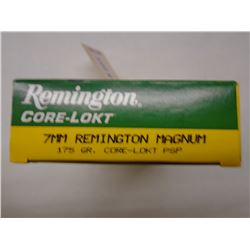 Remington
CORE-LOKT
7MM REMINGTON MAGNUM
175 GR. CORE-LOKT PSP